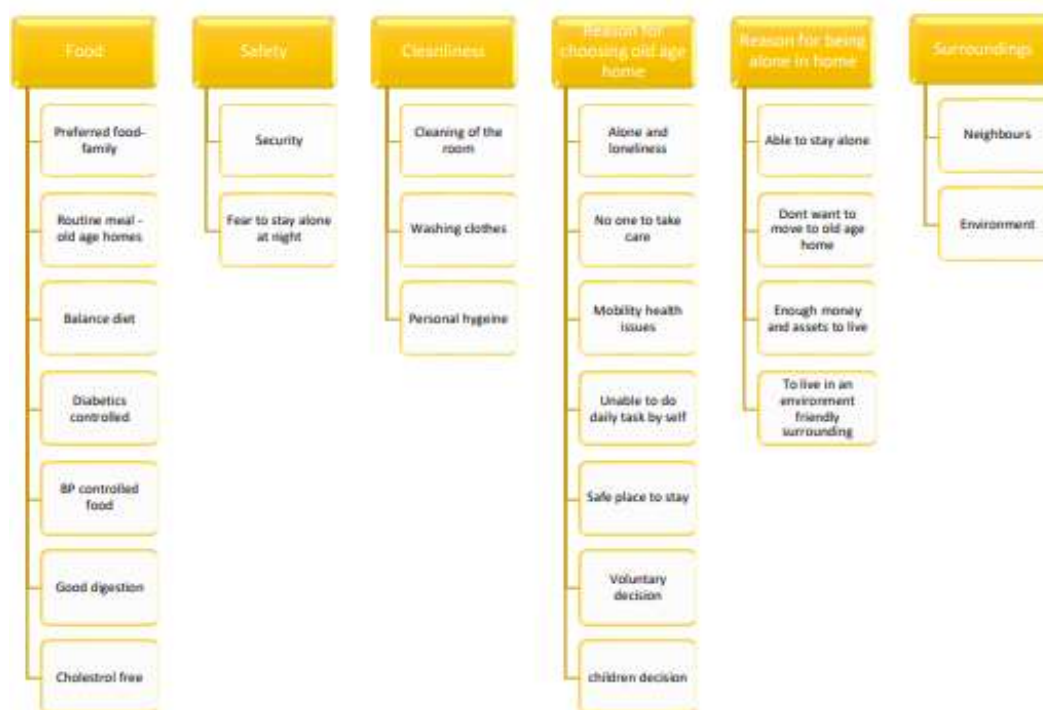 Food
Preferred food-
family
Routine meal -
old age homes
Balance diet
Diabetics
controlled
BP controlled
food
Good digestion
Cholestrol free
Safety
Security
Fear to stay alone
at night
Cleanliness
Cleaning of the
room
Washing clothes
Personal hygeine
Reason for
choosing old age
home
Alone and
loneliness
No one to take
care
Mobility health
issues
Unable to do
daily task by self
Safe place to stay
Voluntary
decision
children decision
Reason for being
alone in home
Able to stay alone
Dont want to
move to old age
home
Enough money
and assets to live
To live in an
environment
friendly
surrounding
Surroundings
Neighbours
Environment